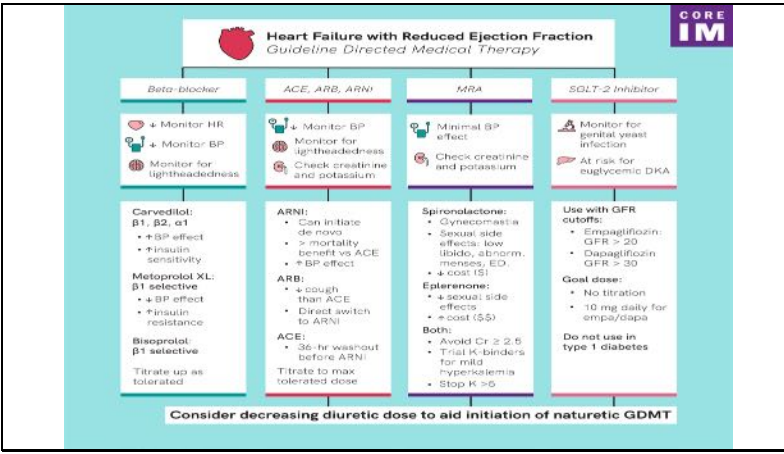 CORE
IM
Heart Failure with Reduced Ejection Fraction
Guideline Directed Medical Therapy
Beta-blocker
↓ Monitor HR
↓ Monitor BP
Monitor for
lightheadedness
Carvedilol:
β1, β2, α1
• ↑ BP effect
• ↑ insulin
sensitivity
Metoprolol XL:
β1 selective
• ↓ BP effect
• ↑ insulin
resistance
Bisoprolol:
β1 selective
Titrate up as
tolerated
ACE, ARB, ARNI
↓ Monitor BP
Monitor for
lightheadedness
Check creatinine
and potassium
ARNI:
• Can initiate
de novo
• > mortality
benefit vs ACE
• ↑ BP effect
ARB:
• ↓ cough
than ACE
• Direct switch
to ARNI
ACE:
• 36-hr washout
before ARNI
Titrate to max
tolerated dose
MRA
Minimal BP
effect
Check creatinine
and potassium
Spironolactone:
• Gynecomastia
• Sexual side
effects: low
libido, abnorm.
menses, ED.
• ↓ cost ($)
Eplerenone:
• ↓ sexual side
effects
• ↑ cost ($$)
Both:
• Avoid Cr ≥ 2.5
• Trial K-binders
for mild
hyperkalemia
• Stop K >6
SGLT-2 Inhibitor
Monitor for
genital yeast
infection
At risk for
euglycemic DKA
Use with GFR
cutoffs:
• Empagliflozin:
GFR > 20
• Dapagliflozin
GFR > 30
Goal dose:
• No titration
• 10 mg daily for
empa/dapa
Do not use in
type 1 diabetes
Consider decreasing diuretic dose to aid initiation of naturetic GDMT